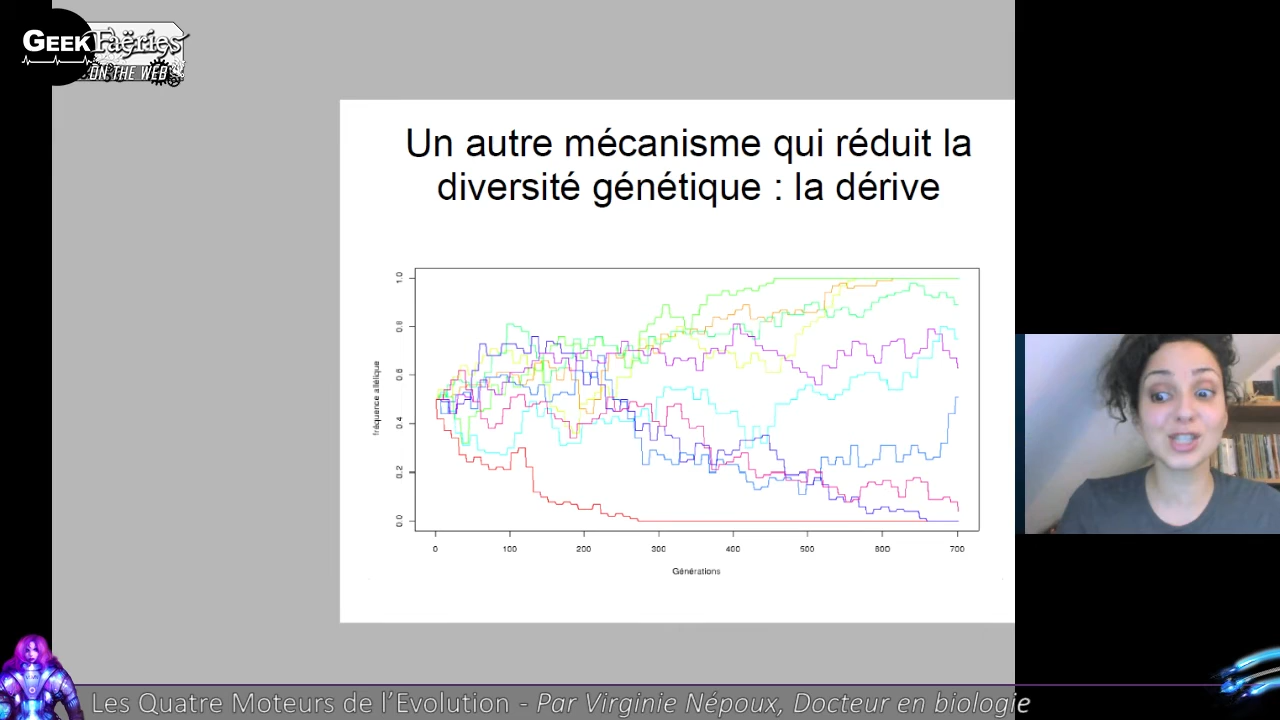 GEEK Faëries
ON THE WEB
Un autre mécanisme qui réduit la
diversité génétique : la dérive
fréquence allélique
1.0
0.8
0.6
0.4
0.2
0.0
0 100 200 300 400 500 600 700
Générations
Les Quatre Moteurs de l'Evolution - Par Virginie Népoux, Docteur en biologie